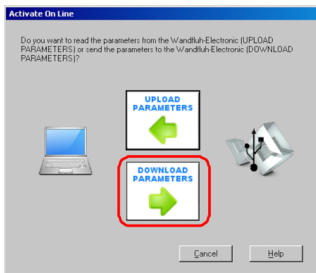 Activate On Line
Do you want to read the parameters from the Wandfluh-Electronic (UPLOAD
PARAMETERS) or send the parameters to the Wandfluh-Electronic (DOWNLOAD
PARAMETERS)?
UPLOAD
PARAMETERS
DOWNLOAD
PARAMETERS
Cancel
Help